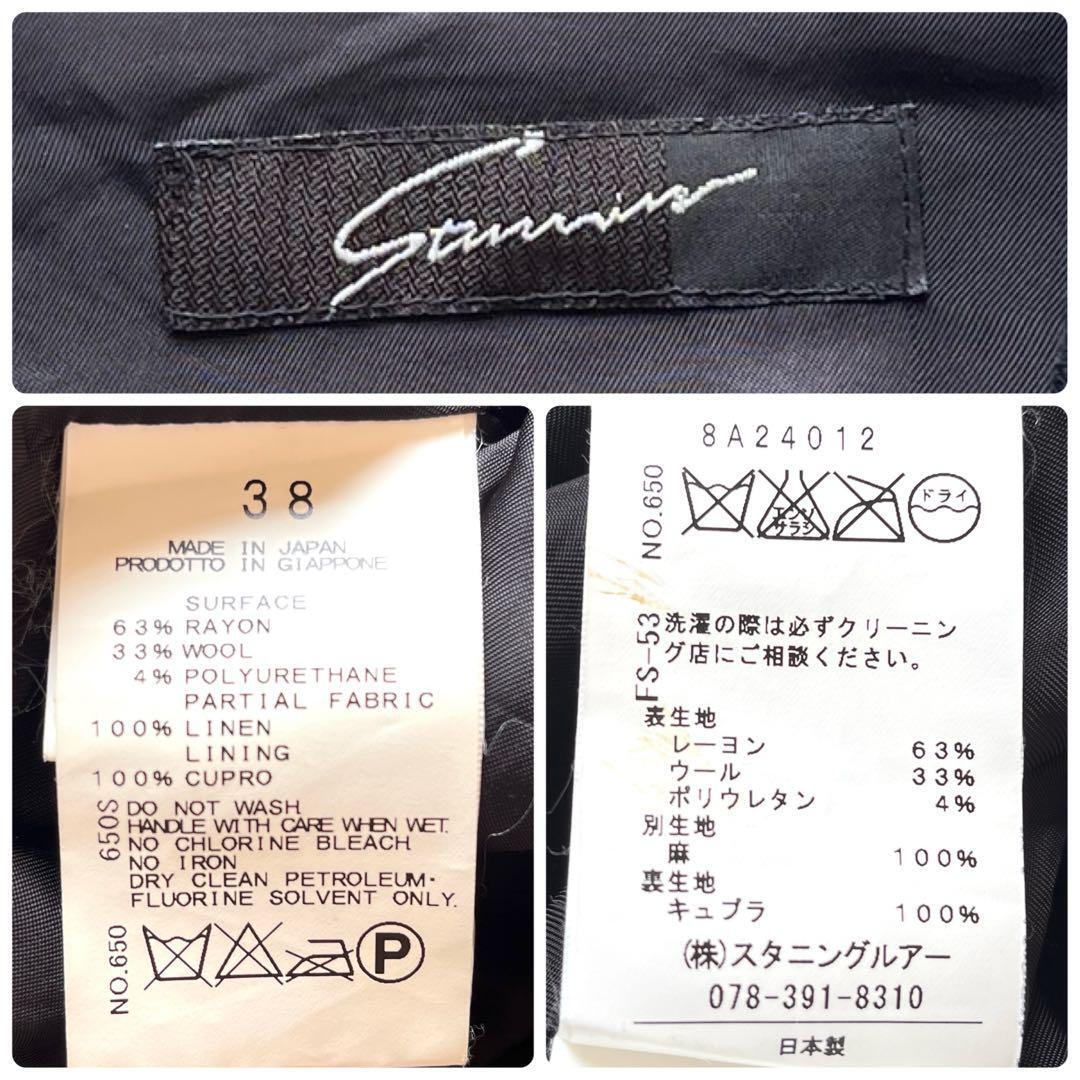 38
MADE IN JAPAN
PRODOTTO IN GIAPPONE
SURFACE
63% RAYON
33% WOOL
4% POLYURETHANE
PARTIAL FABRIC
100% LINEN
LINING
100% CUPRO
650S
DO NOT WASH
HANDLE WITH CARE WHEN WET.
NO CHLORINE BLEACH
NO IRON
DRY CLEAN PETROLEUM·
FLUORINE SOLVENT ONLY.
NO.650
P
8A24012
NO.650
エンソ
サラシ
ドライ
FS-53
洗濯の際は必ずクリーニン
グ店にご相談ください。
表生地
レーヨン 63%
ウール 33%
ポリウレタン 4%
別生地
麻 100%
裏生地
キュプラ 100%
(株)スタニングルアー
078-391-8310
日本製